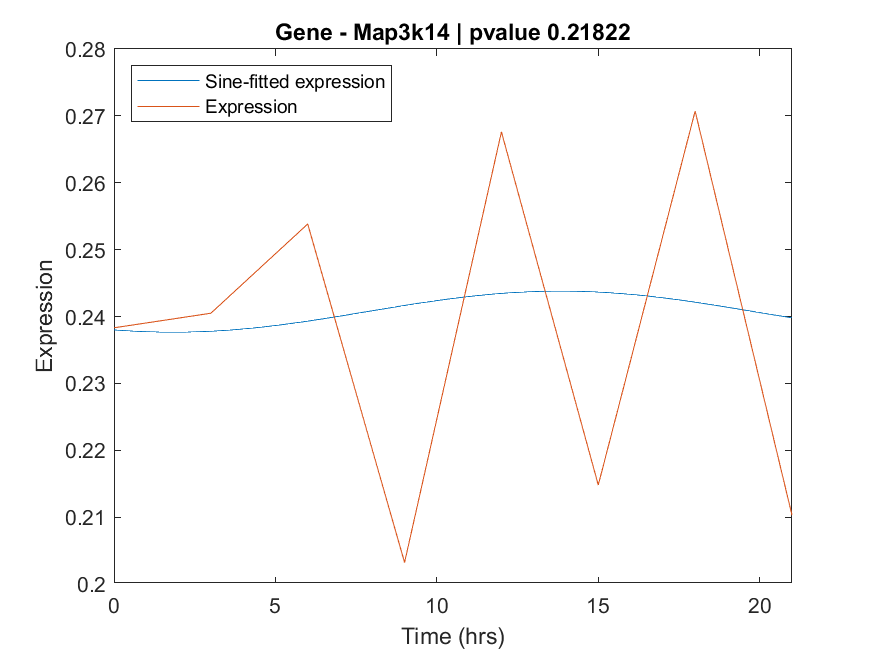 Gene - Map3k14 | pvalue 0.21822
0.28
0.27
0.26
0.25
0.24
0.23
0.22
0.21
0.2
Expression
Sine-fitted expression
Expression
0 5 10 15 20
Time (hrs)